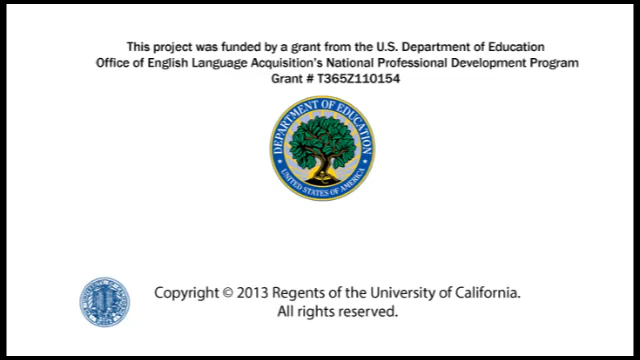 This project was funded by a grant from the U.S. Department of Education
Office of English Language Acquisition's National Professional Development Program
Grant # T365Z110154
DEPARTMENT OF EDUCATION
UNITED STATES OF AMERICA
Copyright © 2013 Regents of the University of California.
All rights reserved.